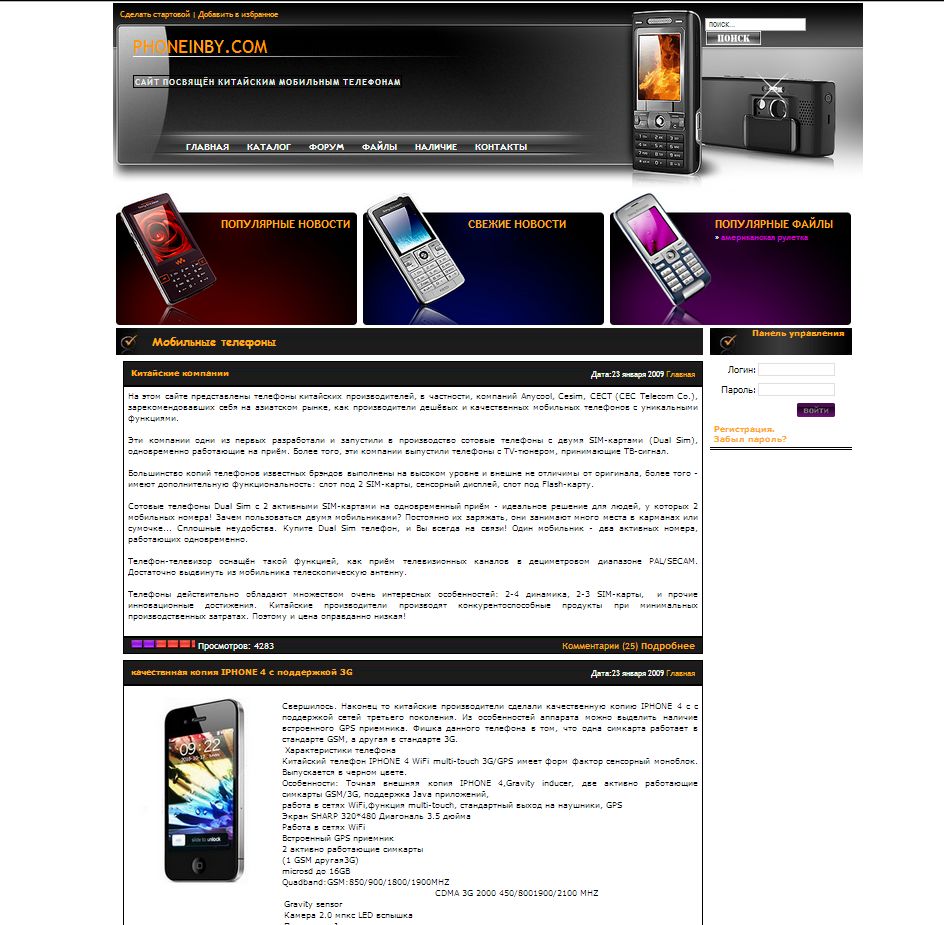 Сделать стартовой | Добавить в избранное
поиск...
ПОИСК
PHONEINBY.COM
САЙТ ПОСВЯЩЁН КИТАЙСКИМ МОБИЛЬНЫМ ТЕЛЕФОНАМ
ГЛАВНАЯ КАТАЛОГ ФОРУМ ФАЙЛЫ НАЛИЧИЕ КОНТАКТЫ
ПОПУЛЯРНЫЕ НОВОСТИ
СВЕЖИЕ НОВОСТИ
ПОПУЛЯРНЫЕ ФАЙЛЫ
» американская рулетка
Мобильные телефоны
Китайские компании
Дата:23 января 2009 Главная
На этом сайте представлены телефоны китайских производителей, в частности, компаний Anycool, Cesim, CECT (CEC Telecom Co.),
зарекомендовавших себя на азиатском рынке, как производители дешёвых и качественных мобильных телефонов с уникальными
функциями.
Эти компании одни из первых разработали и запустили в производство сотовые телефоны с двумя SIM-картами (Dual Sim),
одновременно работающие на приём. Более того, эти компании выпустили телефоны с TV-тюнером, принимающие ТВ-сигнал.
Большинство копий телефонов известных брэндов выполнены на высоком уровне и внешне не отличимы от оригинала, более того -
имеют дополнительную функциональность: слот под 2 SIM-карты, сенсорный дисплей, слот под Flash-карту.
Сотовые телефоны Dual Sim с 2 активными SIM-картами на одновременный приём - идеальное решение для людей, у которых 2
мобильных номера! Зачем пользоваться двумя мобильниками? Постоянно их заряжать, они занимают много места в карманах или
сумочке... Сплошные неудобства. Купите Dual Sim телефон, и Вы всегда на связи! Один мобильник - два активных номера,
работающих одновременно.
Телефон-телевизор оснащён такой функцией, как приём телевизионных каналов в дециметровом диапазоне PAL/SECAM.
Достаточно выдвинуть из мобильника телескопическую антенну.
Телефоны действительно обладают множеством очень интересных особенностей: 2-4 динамика, 2-3 SIM-карты, и прочие
инновационные достижения. Китайские производители производят конкурентоспособные продукты при минимальных
производственных затратах. Поэтому и цена оправданно низкая!
Просмотров: 4283
Комментарии (25) Подробнее
качествнная копия IPHONE 4 с поддержкой 3G
Дата:23 января 2009 Главная
09:22
slide to unlock
Свершилось. Наконец то китайские производители сделали качественную копию IPHONE 4 с с
поддержкой сетей третьего поколения. Из особенностей аппарата можно выделить наличие
встроенного GPS приемника. Фишка данного телефона в том, что одна симкарта работает в
стандарте GSM, а другая в стандарте 3G.
Характеристики телефона
Китайский телефон IPHONE 4 WiFi multi-touch 3G/GPS имеет форм фактор сенсорный моноблок.
Выпускается в черном цвете.
Особенности: Точная внешняя копия IPHONE 4,Gravity inducer, две активно работающие
симкарты GSM/3G, поддержка Java приложений,
работа в сетях WiFi,функция multi-touch, стандартный выход на наушники, GPS
Экран SHARP 320*480 Диагональ 3.5 дюйма
Работа в сетях WiFi
Встроенный GPS приемник
2 активно работающие симкарты
(1 GSM другая3G)
microsd до 16GB
Quadband:GSM:850/900/1800/1900MHZ
CDMA 3G 2000 450/8001900/2100 MHZ
Gravity sensor
Камера 2.0 мпкс LED вспышка
Панель управления
Логин:
Пароль:
ВОЙТИ
Регистрация.
Забыл пароль?